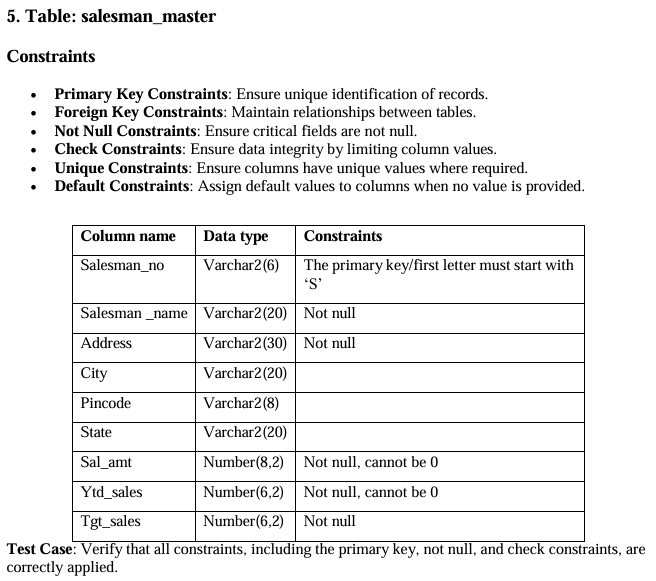 5. Table: salesman_master
Constraints
• Primary Key Constraints: Ensure unique identification of records.
• Foreign Key Constraints: Maintain relationships between tables.
• Not Null Constraints: Ensure critical fields are not null.
• Check Constraints: Ensure data integrity by limiting column values.
• Unique Constraints: Ensure columns have unique values where required.
• Default Constraints: Assign default values to columns when no value is provided.
Column name Data type Constraints
Salesman_no Varchar2(6) The primary key/first letter must start with
‘S’
Salesman _name Varchar2(20) Not null
Address Varchar2(30) Not null
City Varchar2(20)
Pincode Varchar2(8)
State Varchar2(20)
Sal_amt Number(8,2) Not null, cannot be 0
Ytd_sales Number(6,2) Not null, cannot be 0
Tgt_sales Number(6,2) Not null
Test Case: Verify that all constraints, including the primary key, not null, and check constraints, are
correctly applied.